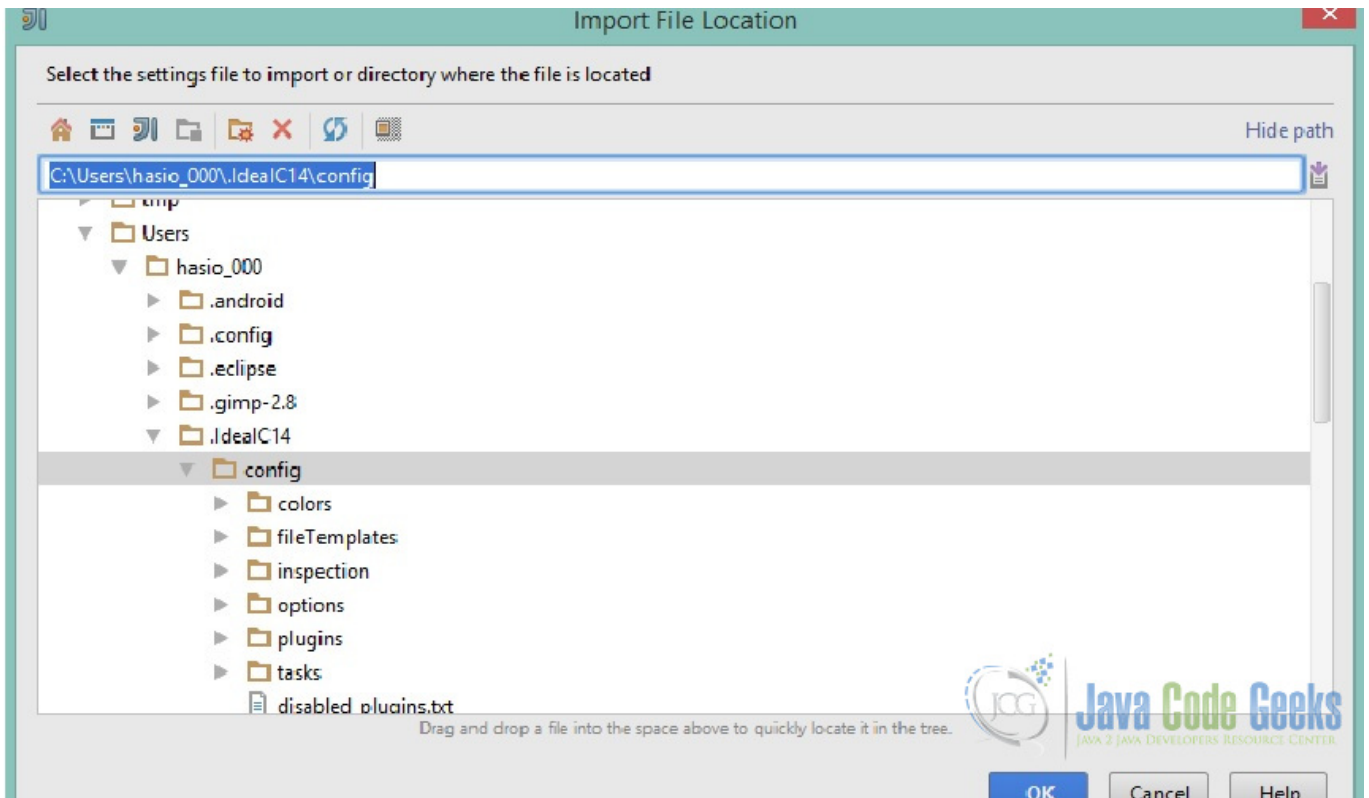 Import File Location
Select the settings file to import or directory where the file is located
Hide path
C:\Users\hasio_000\.IdeaIC14\config
tmp
Users
hasio_000
.android
.config
.eclipse
.gimp-2.8
.IdeaIC14
config
colors
fileTemplates
inspection
options
plugins
tasks
disabled_plugins.txt
Drag and drop a file into the space above to quickly locate it in the tree.
JCG
Java Code Geeks
JAVA 2 JAVA DEVELOPERS RESOURCE CENTER
OK Cancel Help